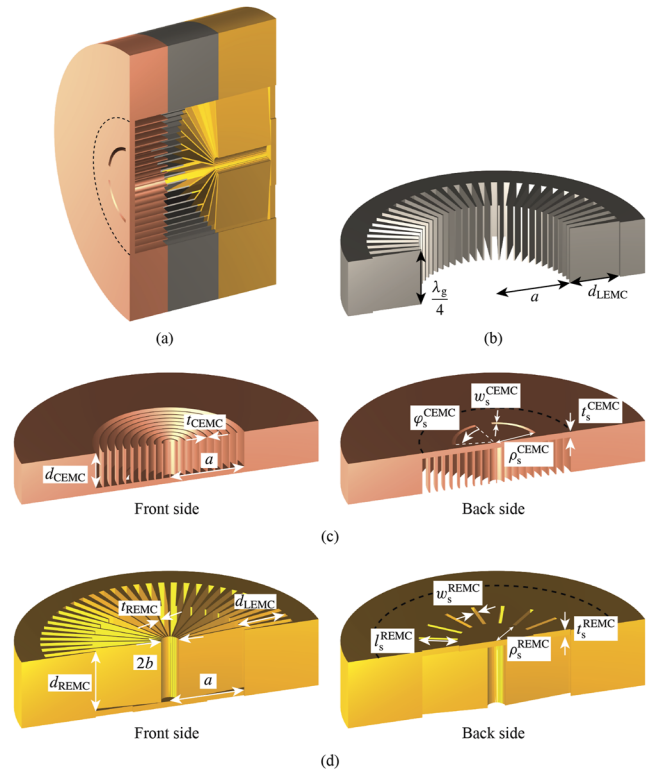 (a)
λg
4
a
dLEMC
(b)
tCEMC
dCEMC
a
Front side
wsCEMC
φsCEMC
tsCEMC
ρsCEMC
Back side
(c)
tREMC
dLEMC
2b
dREMC
a
Front side
wsREMC
lsREMC
tsREMC
ρsREMC
Back side
(d)